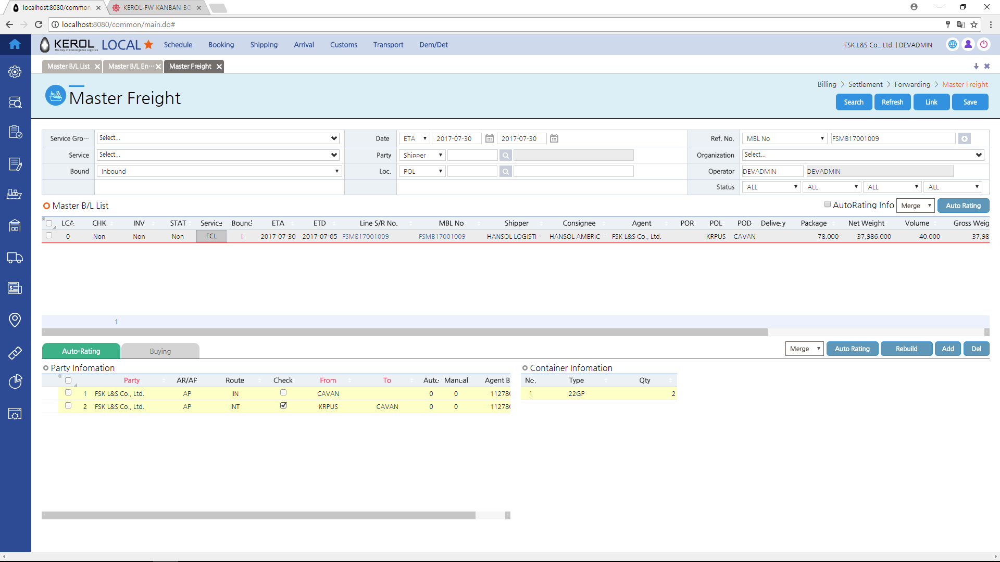 localhost:8080/common
KEROL-FW KANBAN BO
localhost:8080/common/main.do#
KEROL
The Key of Convergence Logistics
LOCAL
Schedule Booking Shipping Arrival Customs Transport Dem/Det
FSK L&S Co., Ltd. | DEVADMIN
Master B/L List Master B/L En··· Master Freight
Billing > Settlement > Forwarding > Master Freight
Master Freight
Search Refresh Link Save
Service Gro··· Select... Date ETA 2017-07-30 2017-07-30 Ref. No. MBL No FSMB17001009
Service Select... Party Shipper Organization Select...
Bound Inbound Loc. POL Operator DEVADMIN DEVADMIN
Status ALL ALL ALL ALL
Master B/L List AutoRating Info Merge Auto Rating
LCA CHK INV STAT Service Bound ETA ETD Line S/R No. MBL No Shipper Consignee Agent POR POL POD Delivery Package Net Weight Volume Gross Weig
0 Non Non Non FCL I 2017-07-30 2017-07-05 FSMB17001009 FSMB17001009 HANSOL LOGISTI··· HANSOL AMERIC··· FSK L&S Co., Ltd. KRPUS CAVAN 78.000 37,986.000 40.000 37,98
1
Auto-Rating Buying Merge Auto Rating Rebuild Add Del
Party Infomation Container Infomation
Party AR/AP Route Check From To Auto Manual Agent B No. Type Qty
1 FSK L&S Co., Ltd. AP IIN CAVAN 0 0 112780 1 22GP 2
2 FSK L&S Co., Ltd. AP INT KRPUS CAVAN 0 0 112780